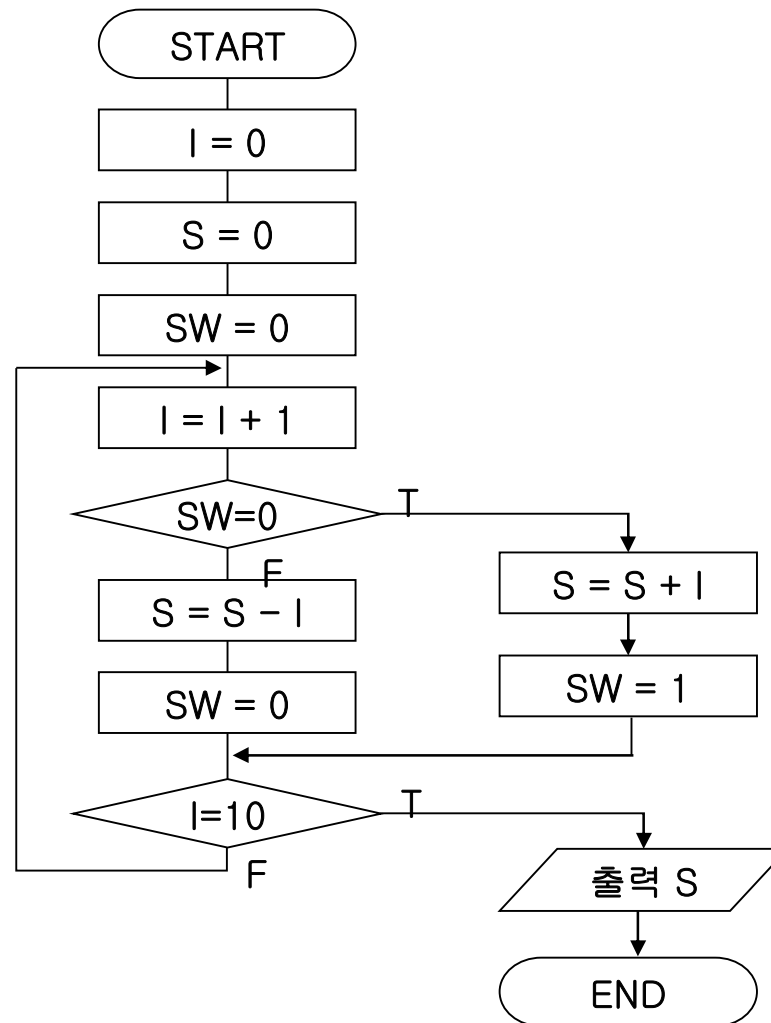 START
I = 0
S = 0
SW = 0
I = I + 1
SW=0
T
F
S = S - I
SW = 0
S = S + I
SW = 1
I=10
T
F
출력 S
END